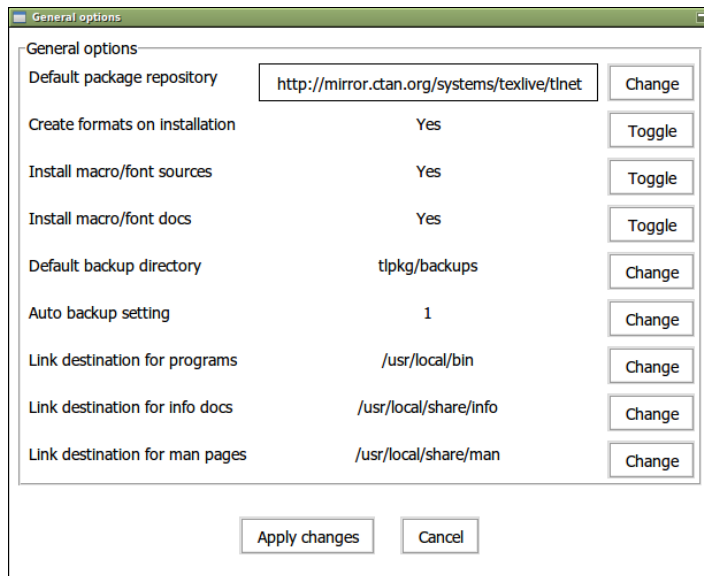 General options
General options
Default package repository http://mirror.ctan.org/systems/texlive/tlnet Change
Create formats on installation Yes Toggle
Install macro/font sources Yes Toggle
Install macro/font docs Yes Toggle
Default backup directory tlpkg/backups Change
Auto backup setting 1 Change
Link destination for programs /usr/local/bin Change
Link destination for info docs /usr/local/share/info Change
Link destination for man pages /usr/local/share/man Change
Apply changes Cancel